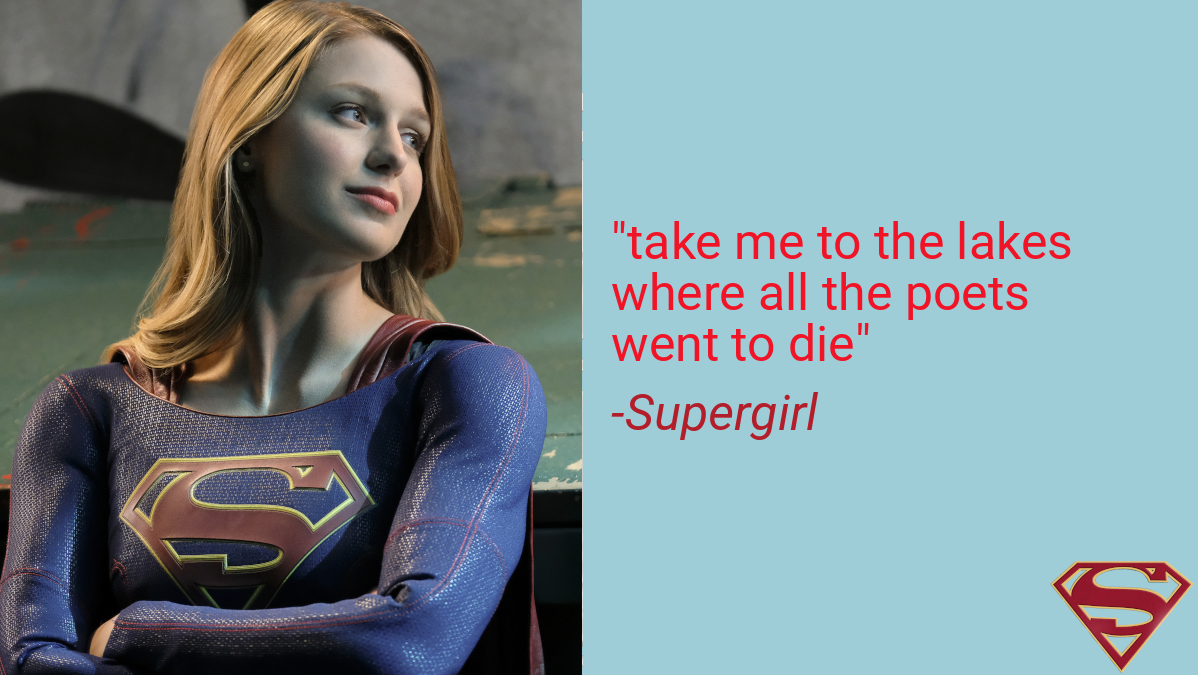 "take me to the lakes
where all the poets
went to die"
-Supergirl